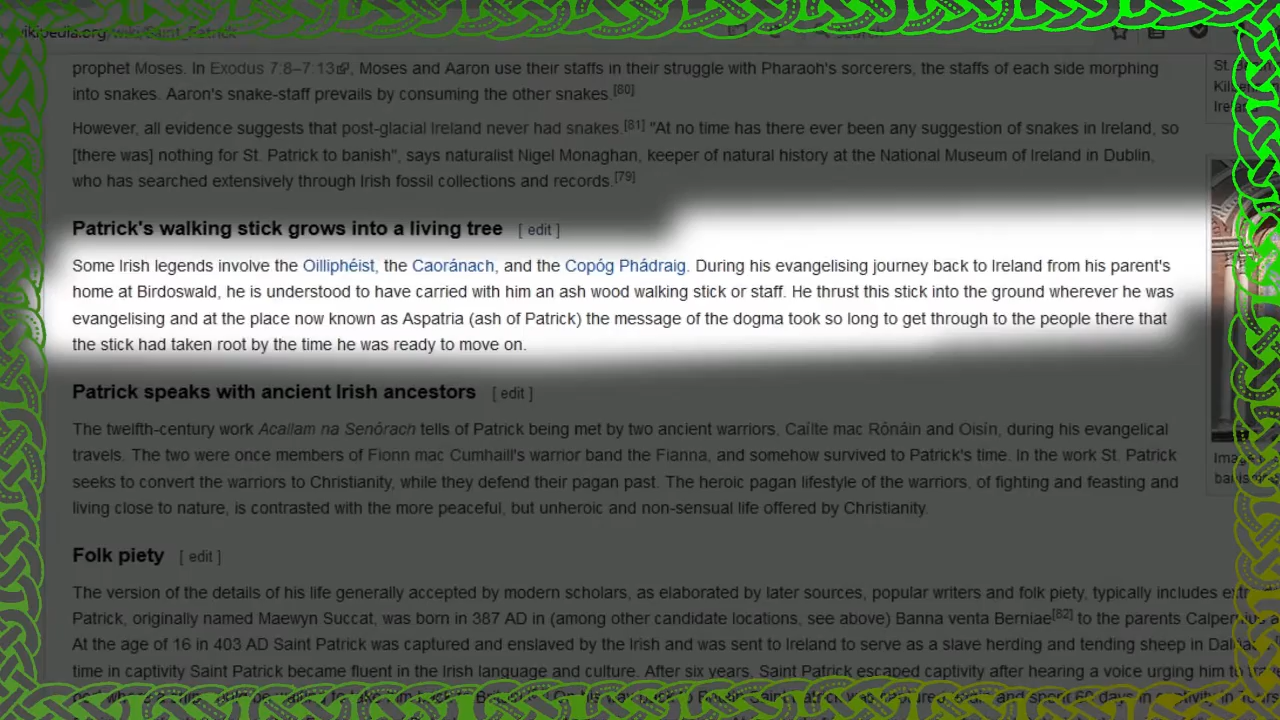 wikipedia.org/wiki/Saint_Patrick
prophet Moses. In Exodus 7:8–7:13, Moses and Aaron use their staffs in their struggle with Pharaoh's sorcerers, the staffs of each side morphing
into snakes. Aaron's snake-staff prevails by consuming the other snakes.[80]
However, all evidence suggests that post-glacial Ireland never had snakes.[81] "At no time has there ever been any suggestion of snakes in Ireland, so
[there was] nothing for St. Patrick to banish", says naturalist Nigel Monaghan, keeper of natural history at the National Museum of Ireland in Dublin,
who has searched extensively through Irish fossil collections and records.[79]
Patrick's walking stick grows into a living tree [ edit ]
Some Irish legends involve the Oilliphéist, the Caoránach, and the Copóg Phádraig. During his evangelising journey back to Ireland from his parent's
home at Birdoswald, he is understood to have carried with him an ash wood walking stick or staff. He thrust this stick into the ground wherever he was
evangelising and at the place now known as Aspatria (ash of Patrick) the message of the dogma took so long to get through to the people there that
the stick had taken root by the time he was ready to move on.
Patrick speaks with ancient Irish ancestors [ edit ]
The twelfth-century work Acallam na Senórach tells of Patrick being met by two ancient warriors, Caílte mac Rónáin and Oisín, during his evangelical
travels. The two were once members of Fionn mac Cumhaill's warrior band the Fianna, and somehow survived to Patrick's time. In the work St. Patrick
seeks to convert the warriors to Christianity, while they defend their pagan past. The heroic pagan lifestyle of the warriors, of fighting and feasting and
living close to nature, is contrasted with the more peaceful, but unheroic and non-sensual life offered by Christianity.
Folk piety [ edit ]
The version of the details of his life generally accepted by modern scholars, as elaborated by later sources, popular writers and folk piety, typically includes
Patrick, originally named Maewyn Succat, was born in 387 AD in (among other candidate locations, see above) Banna venta Berniae[82] to the parents
At the age of 16 in 403 AD Saint Patrick was captured and enslaved by the Irish and was sent to Ireland to serve as a slave herding and tending sheep in
time in captivity Saint Patrick became fluent in the Irish language and culture. After six years, Saint Patrick escaped captivity after hearing a voice urging him to